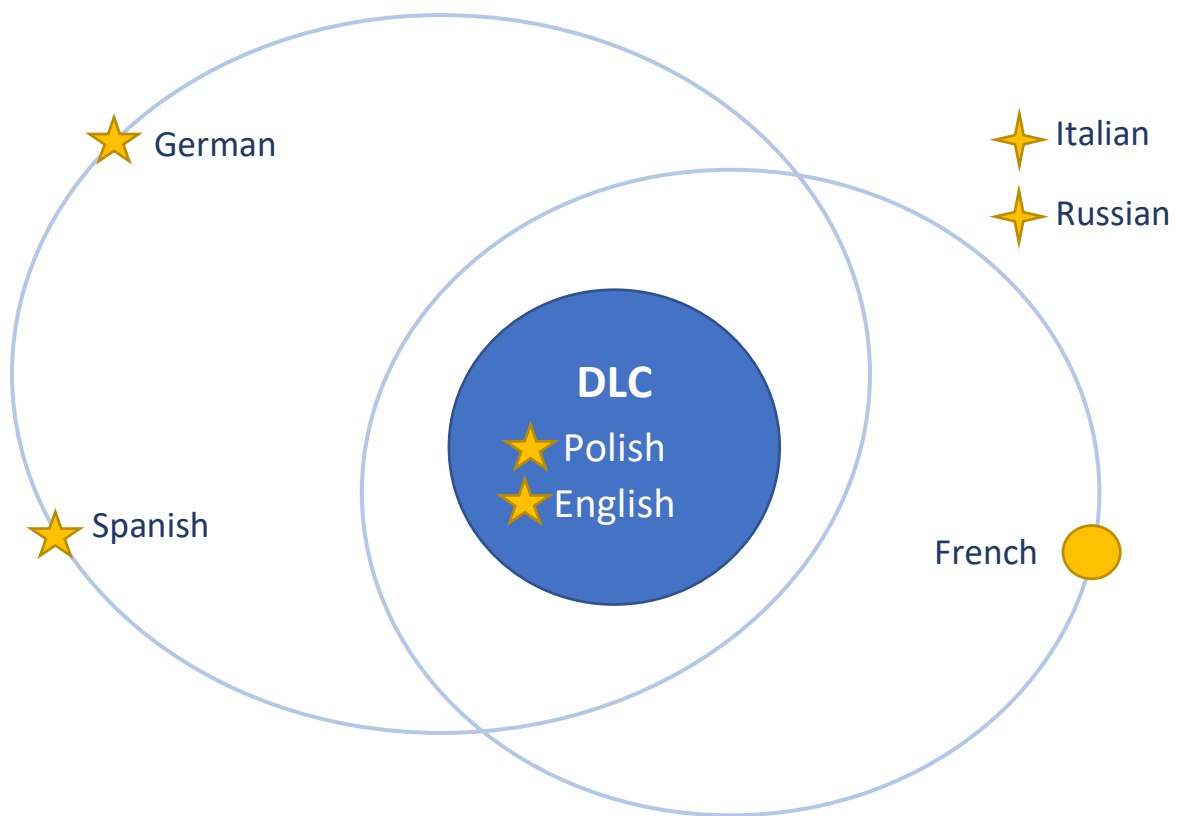 German
Italian
Russian
DLC
Polish
English
Spanish
French